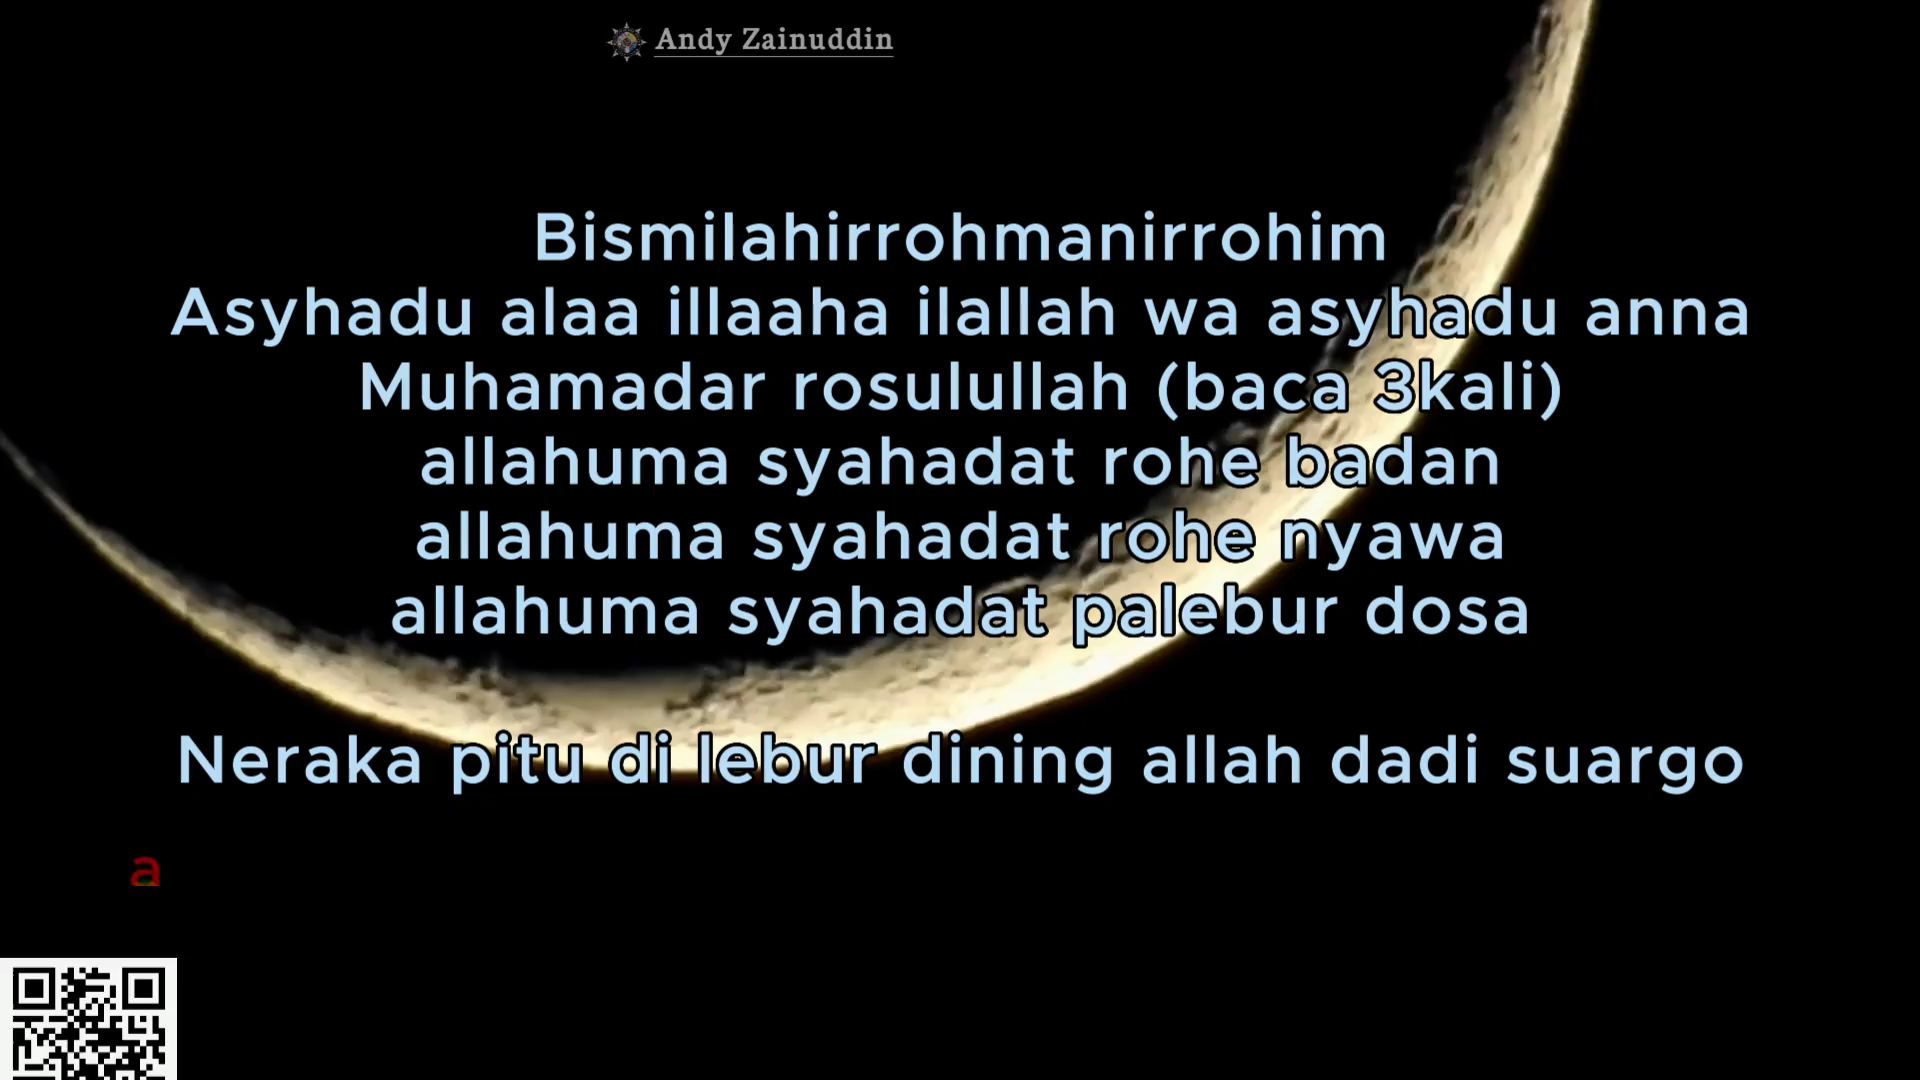 Andy Zainuddin
Bismilahirrohmanirrohim
Asyhadu alaa illaaha ilallah wa asyhadu anna
Muhamadar rosulullah (baca 3kali)
allahuma syahadat rohe badan
allahuma syahadat rohe nyawa
allahuma syahadat palebur dosa
Neraka pitu di lebur dining allah dadi suargo
a